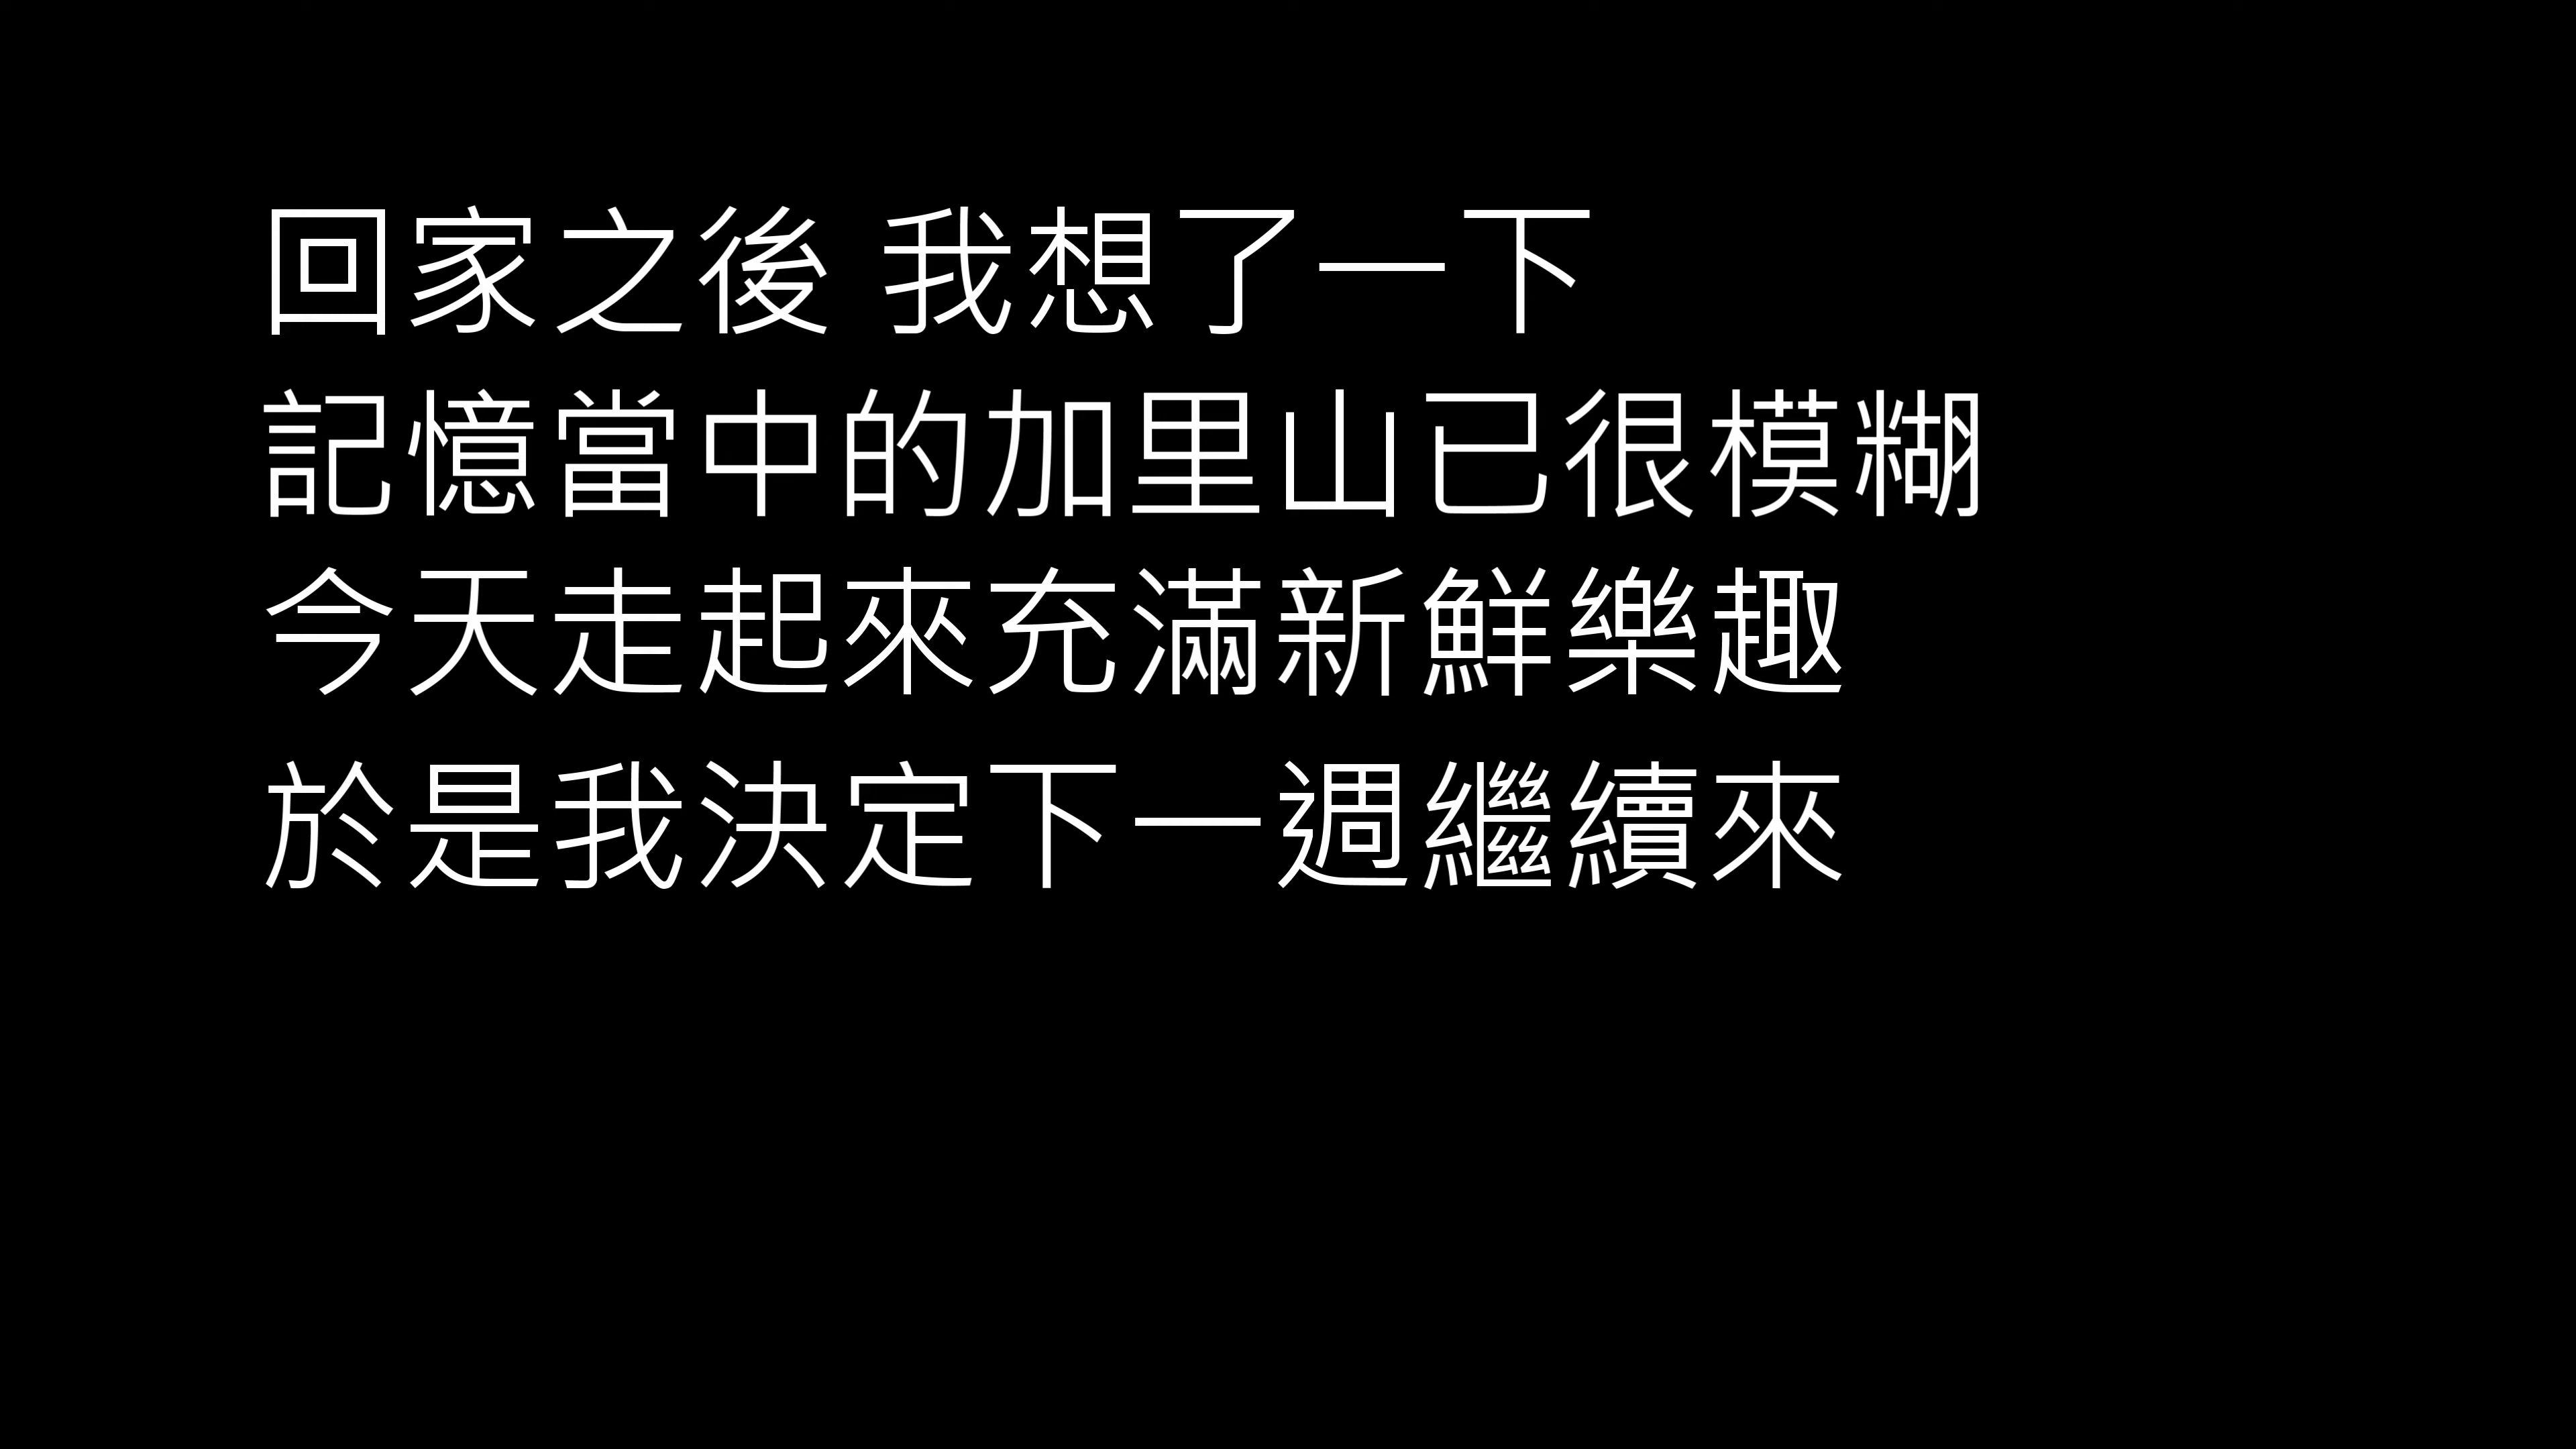 回家之後 我想了一下
記憶當中的加里山已很模糊
今天走起來充滿新鮮樂趣
於是我決定下一週繼續來